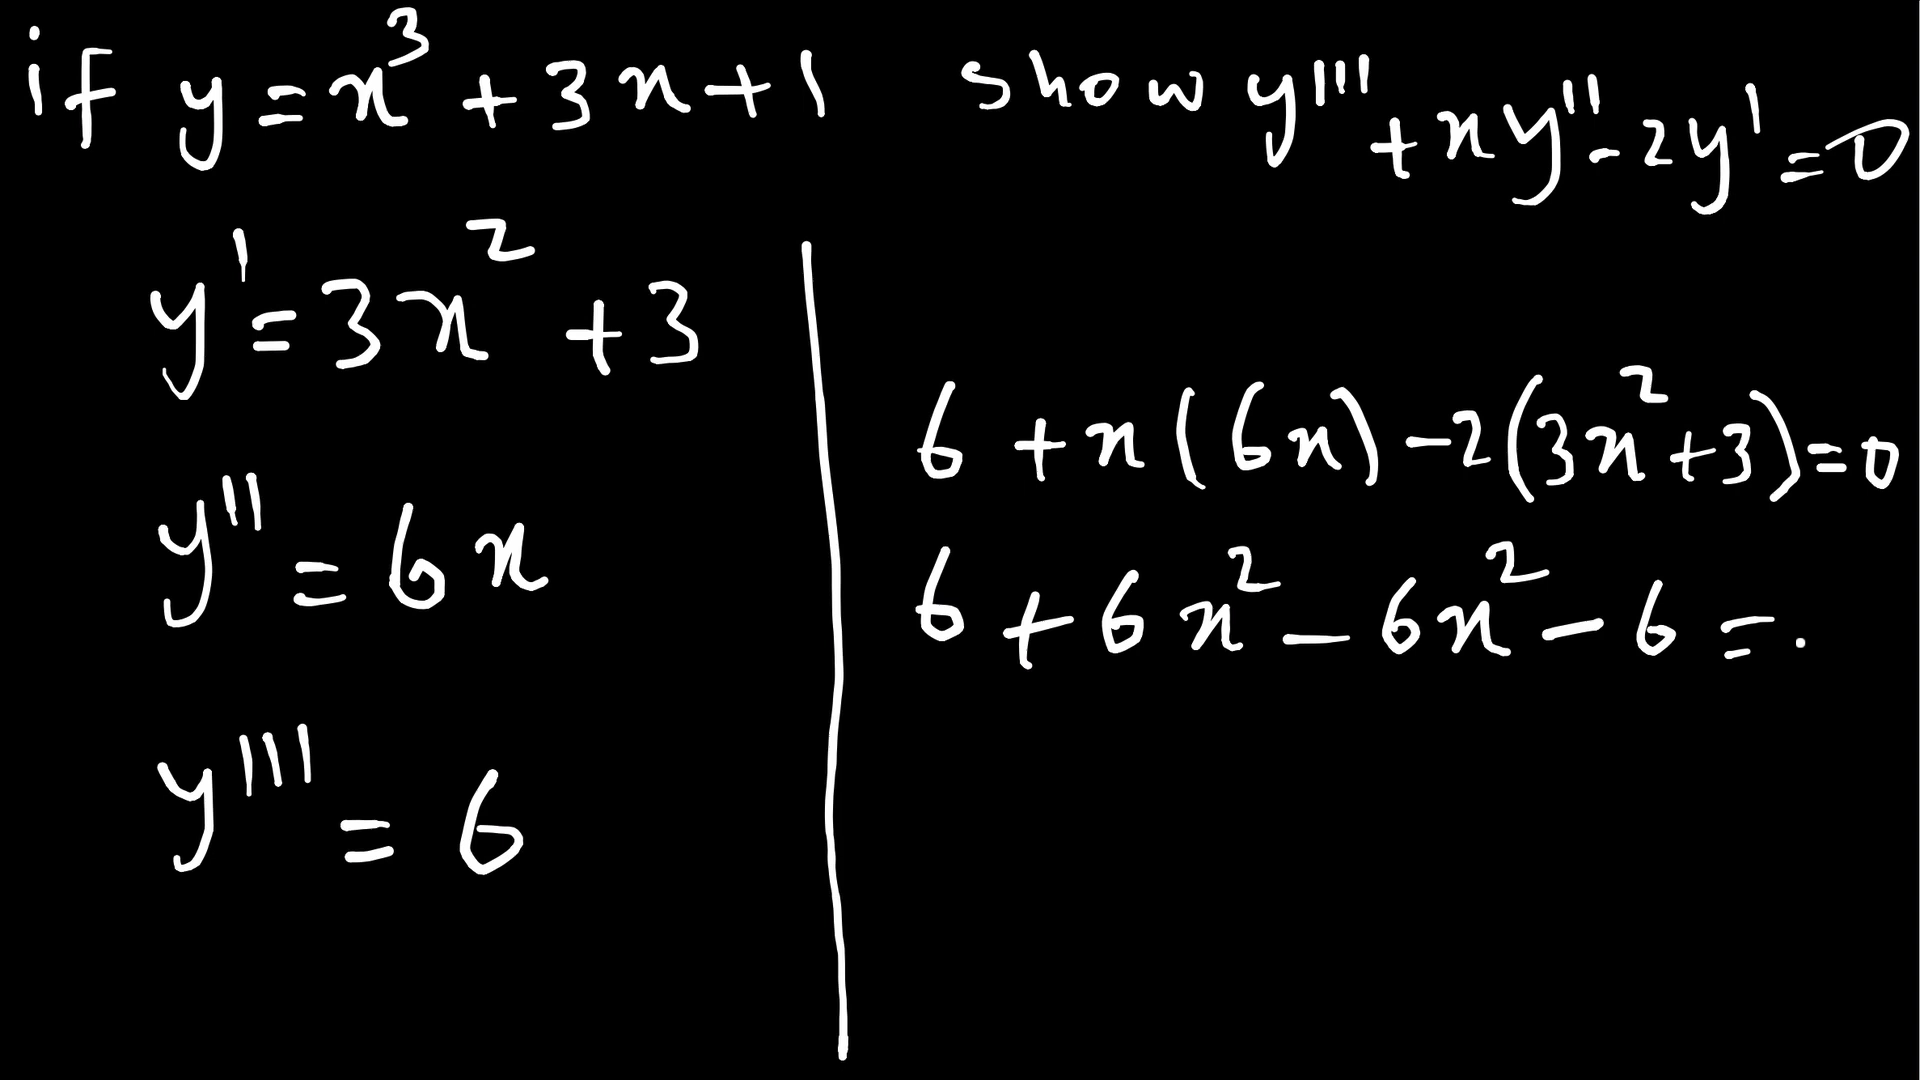 if y = x³ + 3x + 1 show y''' + xy'' - 2y' = 0
y' = 3x² + 3
6 + x(6x) - 2(3x² + 3) = 0
y'' = 6x
6 + 6x² - 6x² - 6 = .
y''' = 6